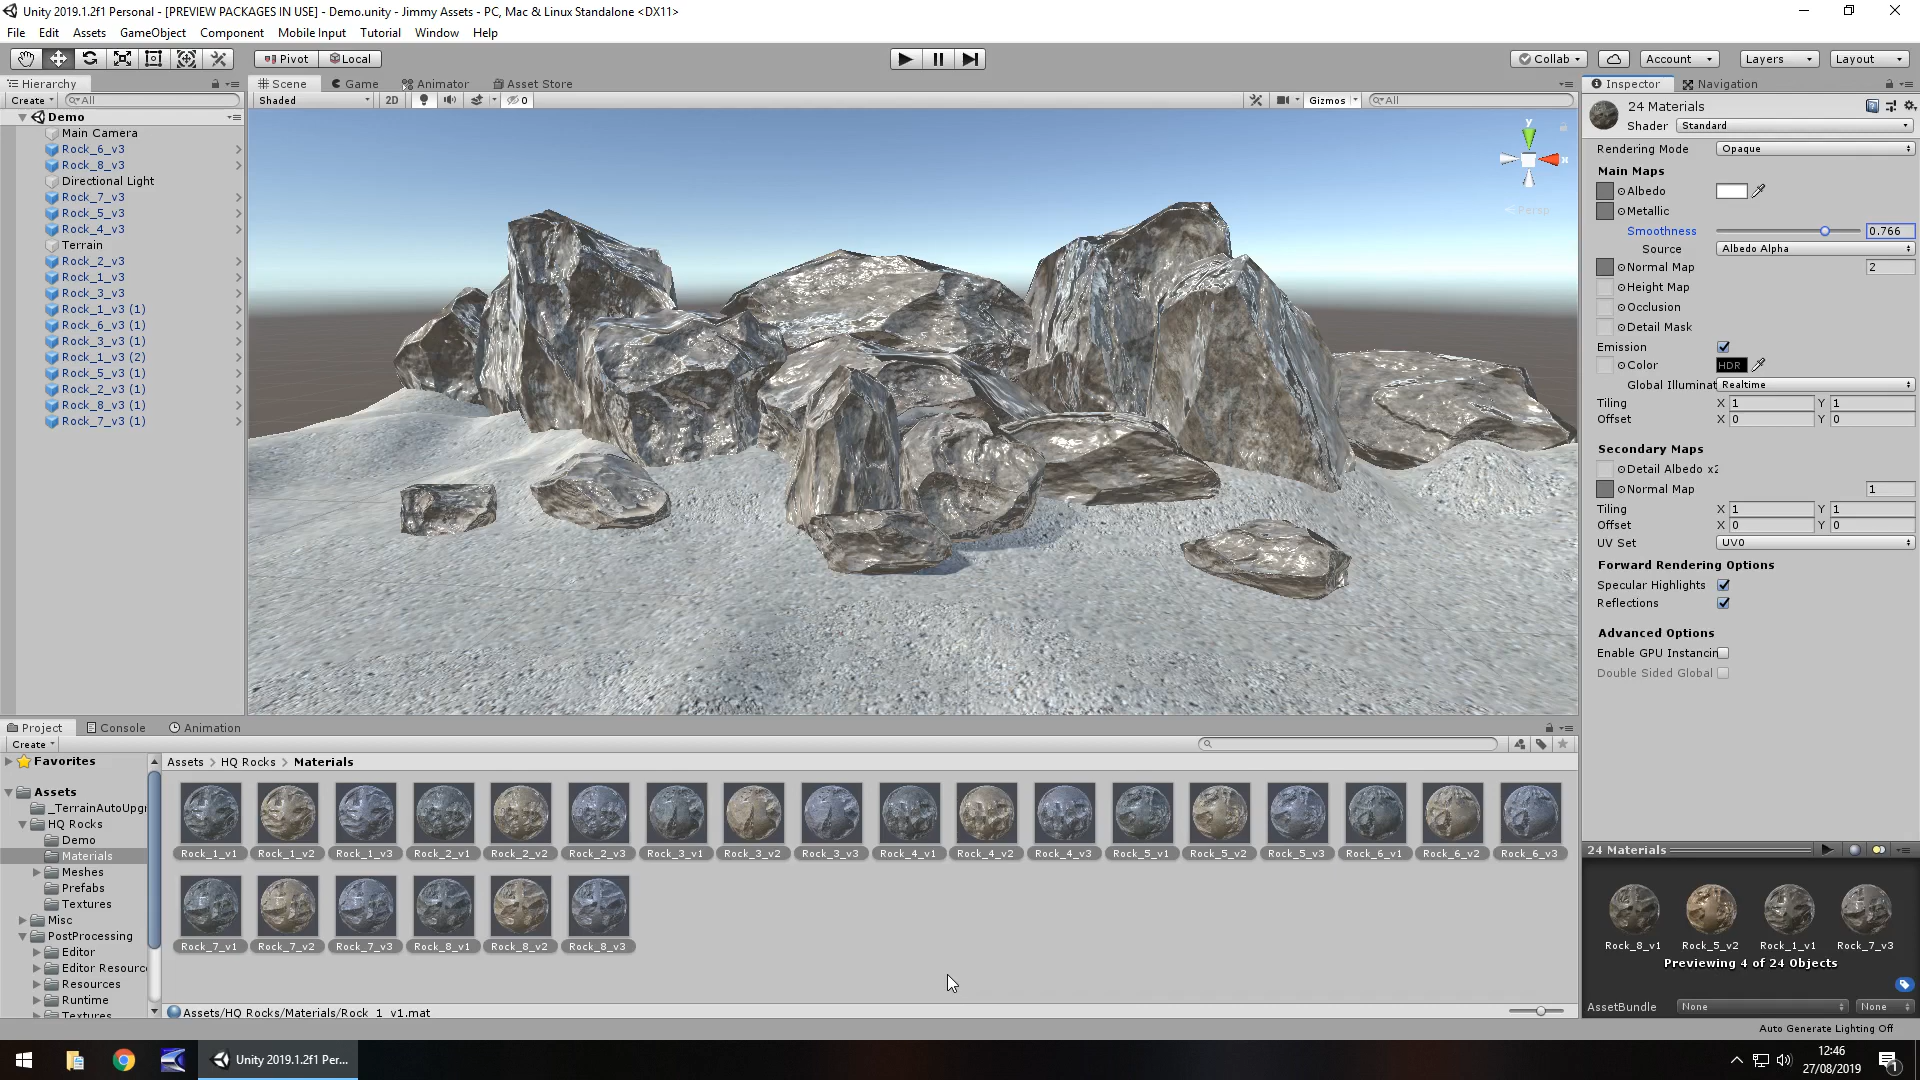 Unity 2019.1.2f1 Personal - [PREVIEW PACKAGES IN USE] - Demo.unity - Jimmy Assets - PC, Mac & Linux Standalone <DX11>
File Edit Assets GameObject Component Mobile Input Tutorial Window Help
Pivot Local Collab Account Layers Layout
Hierarchy
Create All
Demo
Main Camera
Rock_6_v3
Rock_8_v3
Directional Light
Rock_7_v3
Rock_5_v3
Rock_4_v3
Terrain
Rock_2_v3
Rock_1_v3
Rock_3_v3
Rock_1_v3 (1)
Rock_6_v3 (1)
Rock_3_v3 (1)
Rock_1_v3 (2)
Rock_5_v3 (1)
Rock_2_v3 (1)
Rock_8_v3 (1)
Rock_7_v3 (1)
Scene Game Animator Asset Store
Shaded 2D 0 Gizmos All
y
x
Persp
Inspector Navigation
24 Materials
Shader Standard
Rendering Mode Opaque
Main Maps
Albedo
Metallic
Smoothness 0.766
Source Albedo Alpha
Normal Map 2
Height Map
Occlusion
Detail Mask
Emission
Color HDR
Global Illuminat Realtime
Tiling X 1 Y 1
Offset X 0 Y 0
Secondary Maps
Detail Albedo x2
Normal Map 1
Tiling X 1 Y 1
Offset X 0 Y 0
UV Set UV0
Forward Rendering Options
Specular Highlights
Reflections
Advanced Options
Enable GPU Instancin
Double Sided Global
Project Console Animation
Create
Favorites
Assets
_TerrainAutoUpgr
HQ Rocks
Demo
Materials
Meshes
Prefabs
Textures
Misc
PostProcessing
Editor
Editor Resourc
Resources
Runtime
Textures
Assets > HQ Rocks > Materials
Rock_1_v1 Rock_1_v2 Rock_1_v3 Rock_2_v1 Rock_2_v2 Rock_2_v3 Rock_3_v1 Rock_3_v2 Rock_3_v3 Rock_4_v1 Rock_4_v2 Rock_4_v3 Rock_5_v1 Rock_5_v2 Rock_5_v3 Rock_6_v1 Rock_6_v2 Rock_6_v3
Rock_7_v1 Rock_7_v2 Rock_7_v3 Rock_8_v1 Rock_8_v2 Rock_8_v3
Assets/HQ Rocks/Materials/Rock_1_v1.mat
24 Materials
Rock_8_v1 Rock_5_v2 Rock_1_v1 Rock_7_v3
Previewing 4 of 24 Objects
AssetBundle None None
Auto Generate Lighting Off
Unity 2019.1.2f1 Per...
12:46
27/08/2019
1